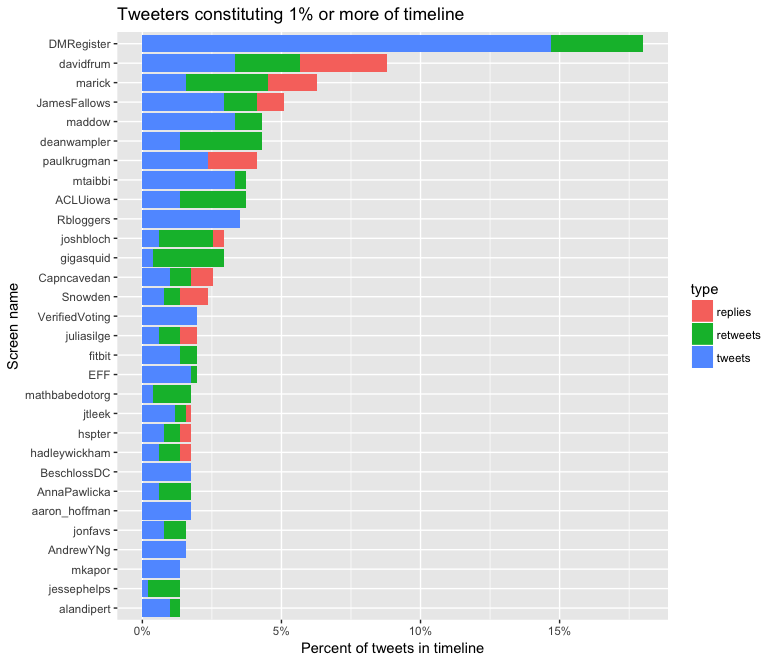 Tweeters constituting 1% or more of timeline
Screen name
DMRegister
davidfrum
marick
JamesFallows
maddow
deanwampler
paulkrugman
mtaibbi
ACLUiowa
Rbloggers
joshbloch
gigasquid
Capncavedan
Snowden
VerifiedVoting
juliasilge
fitbit
EFF
mathbabedotorg
jtleek
hspter
hadleywickham
BeschlossDC
AnnaPawlicka
aaron_hoffman
jonfavs
AndrewYNg
mkapor
jessephelps
alandipert
0% 5% 10% 15%
Percent of tweets in timeline
type
replies
retweets
tweets